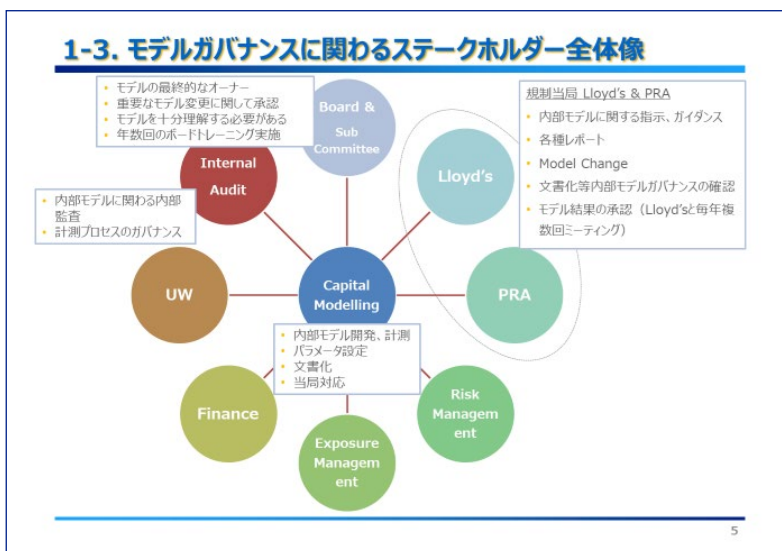 1-3. モデルガバナンスに関わるステークホルダー全体像
• モデルの最終的なオーナー
• 重要なモデル変更に関して承認
• モデルを十分理解する必要がある
• 年数回のボードトレーニング実施
Board &
Sub
Committee
規制当局 Lloyd's & PRA
• 内部モデルに関する指示、ガイダンス
• 各種レポート
• Model Change
• 文書化等内部モデルガバナンスの確認
• モデル結果の承認（Lloyd'sと毎年複
数回ミーティング）
Internal
Audit
Lloyd's
• 内部モデルに関わる内部
監査
• 計測プロセスのガバナンス
UW
Capital
Modelling
PRA
• 内部モデル開発、計測
• パラメータ設定
• 文書化
• 当局対応
Finance
Risk
Managem
ent
Exposure
Managem
ent
5